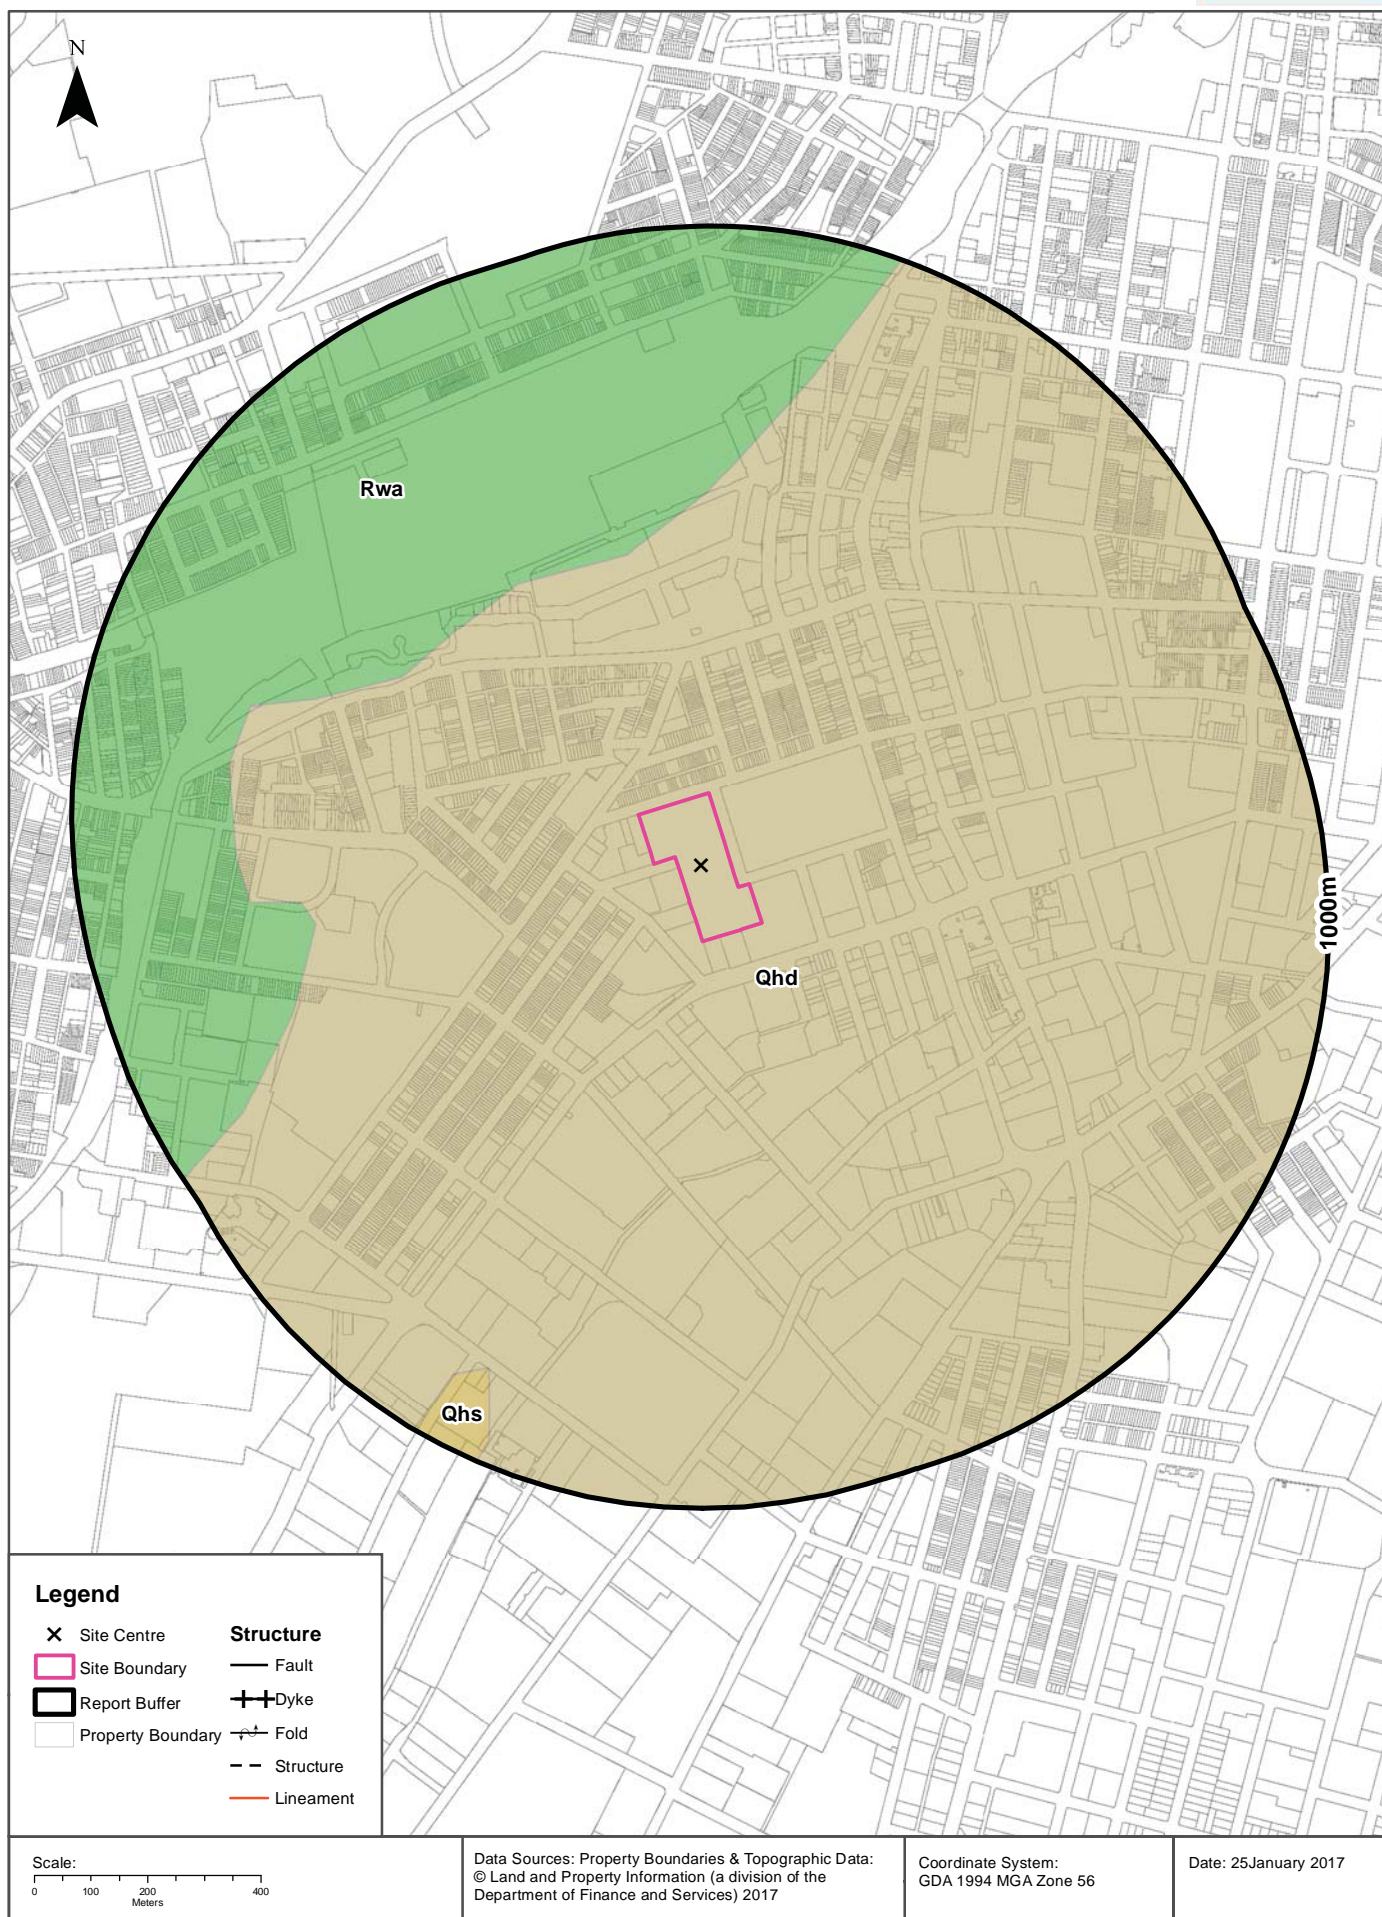 N
Rwa
1000m
Qhd
Qhs
Legend
Site Centre
Site Boundary
Report Buffer
Property Boundary
Structure
Fault
Dyke
Fold
Structure
Lineament
Scale:
0 100 200 400
Meters
Data Sources: Property Boundaries & Topographic Data:
© Land and Property Information (a division of the
Department of Finance and Services) 2017
Coordinate System:
GDA 1994 MGA Zone 56
Date: 25January 2017